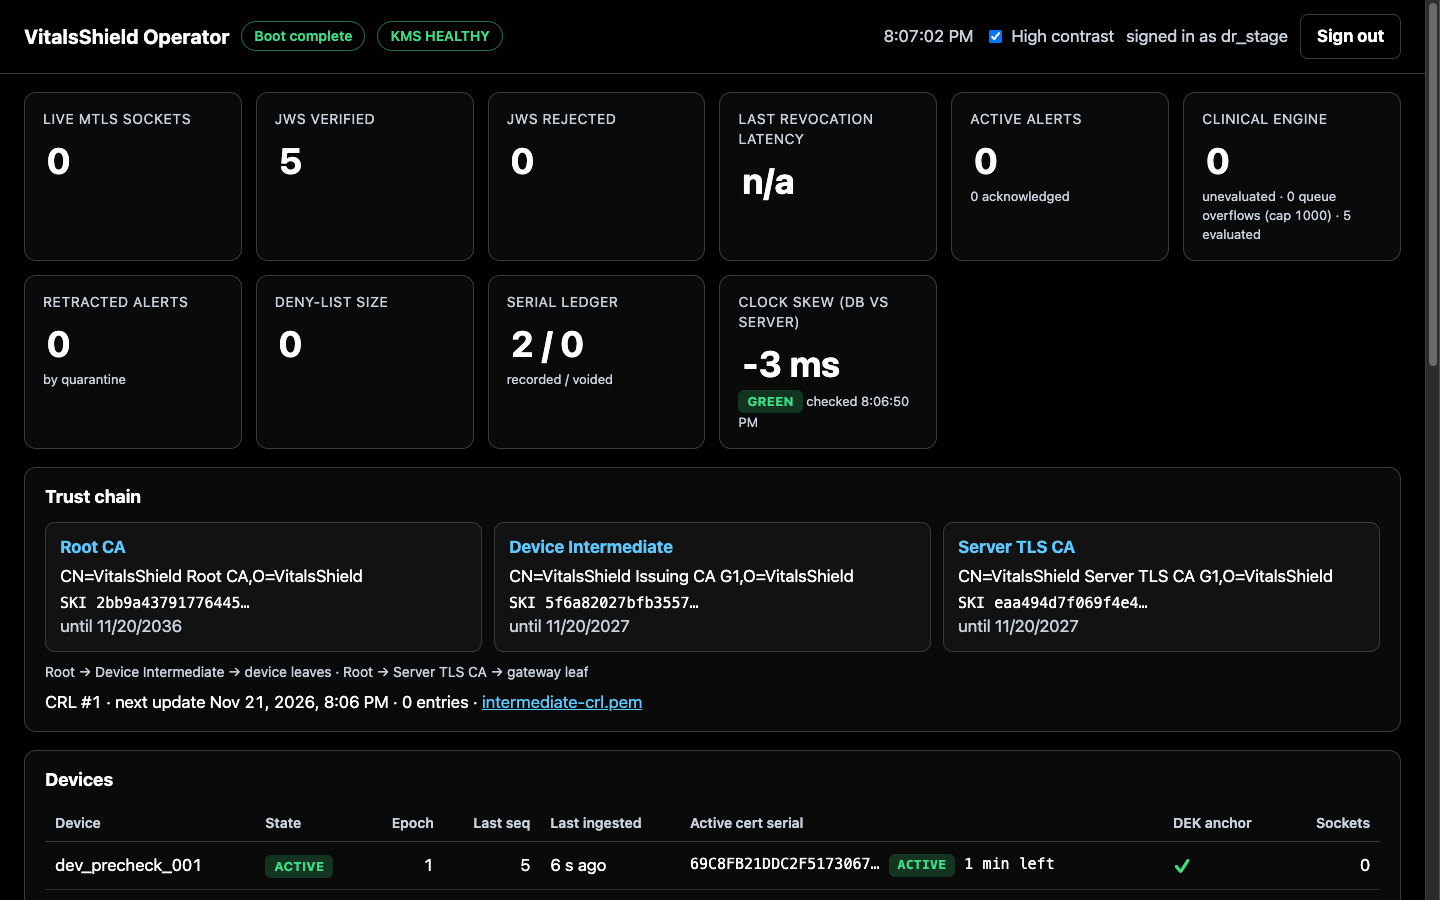 VitalsShield Operator Boot complete KMS HEALTHY 8:07:02 PM High contrast signed in as dr_stage Sign out
LIVE MTLS SOCKETS
0
JWS VERIFIED
5
JWS REJECTED
0
LAST REVOCATION
LATENCY
n/a
ACTIVE ALERTS
0
0 acknowledged
CLINICAL ENGINE
0
unevaluated · 0 queue
overflows (cap 1000) · 5
evaluated
RETRACTED ALERTS
0
by quarantine
DENY-LIST SIZE
0
SERIAL LEDGER
2 / 0
recorded / voided
CLOCK SKEW (DB VS
SERVER)
-3 ms
GREEN checked 8:06:50
PM
Trust chain
Root CA
CN=VitalsShield Root CA,O=VitalsShield
SKI 2bb9a43791776445…
until 11/20/2036
Device Intermediate
CN=VitalsShield Issuing CA G1,O=VitalsShield
SKI 5f6a82027bfb3557…
until 11/20/2027
Server TLS CA
CN=VitalsShield Server TLS CA G1,O=VitalsShield
SKI eaa494d7f069f4e4…
until 11/20/2027
Root → Device Intermediate → device leaves · Root → Server TLS CA → gateway leaf
CRL #1 · next update Nov 21, 2026, 8:06 PM · 0 entries · intermediate-crl.pem
Devices
Device State Epoch Last seq Last ingested Active cert serial DEK anchor Sockets
dev_precheck_001 ACTIVE 1 5 6 s ago 69C8FB21DDC2F5173067… ACTIVE 1 min left ✓ 0